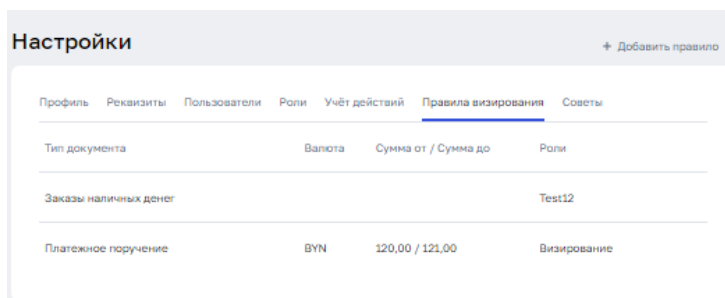 Настройки
+ Добавить правило
Профиль Реквизиты Пользователи Роли Учёт действий Правила визирования Советы
Тип документа Валюта Сумма от / Сумма до Роли
Заказы наличных денег Test12
Платежное поручение BYN 120,00 / 121,00 Визирование